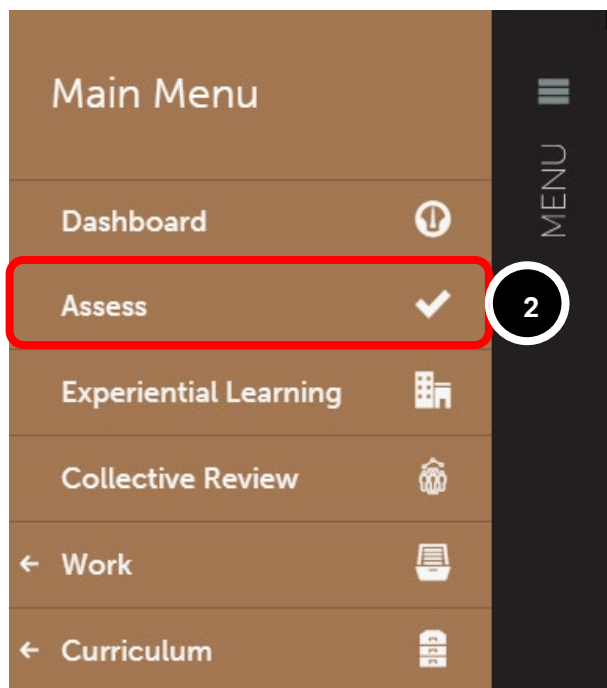 Main Menu
MENU
Dashboard
Assess
2
Experiential Learning
Collective Review
Work
Curriculum